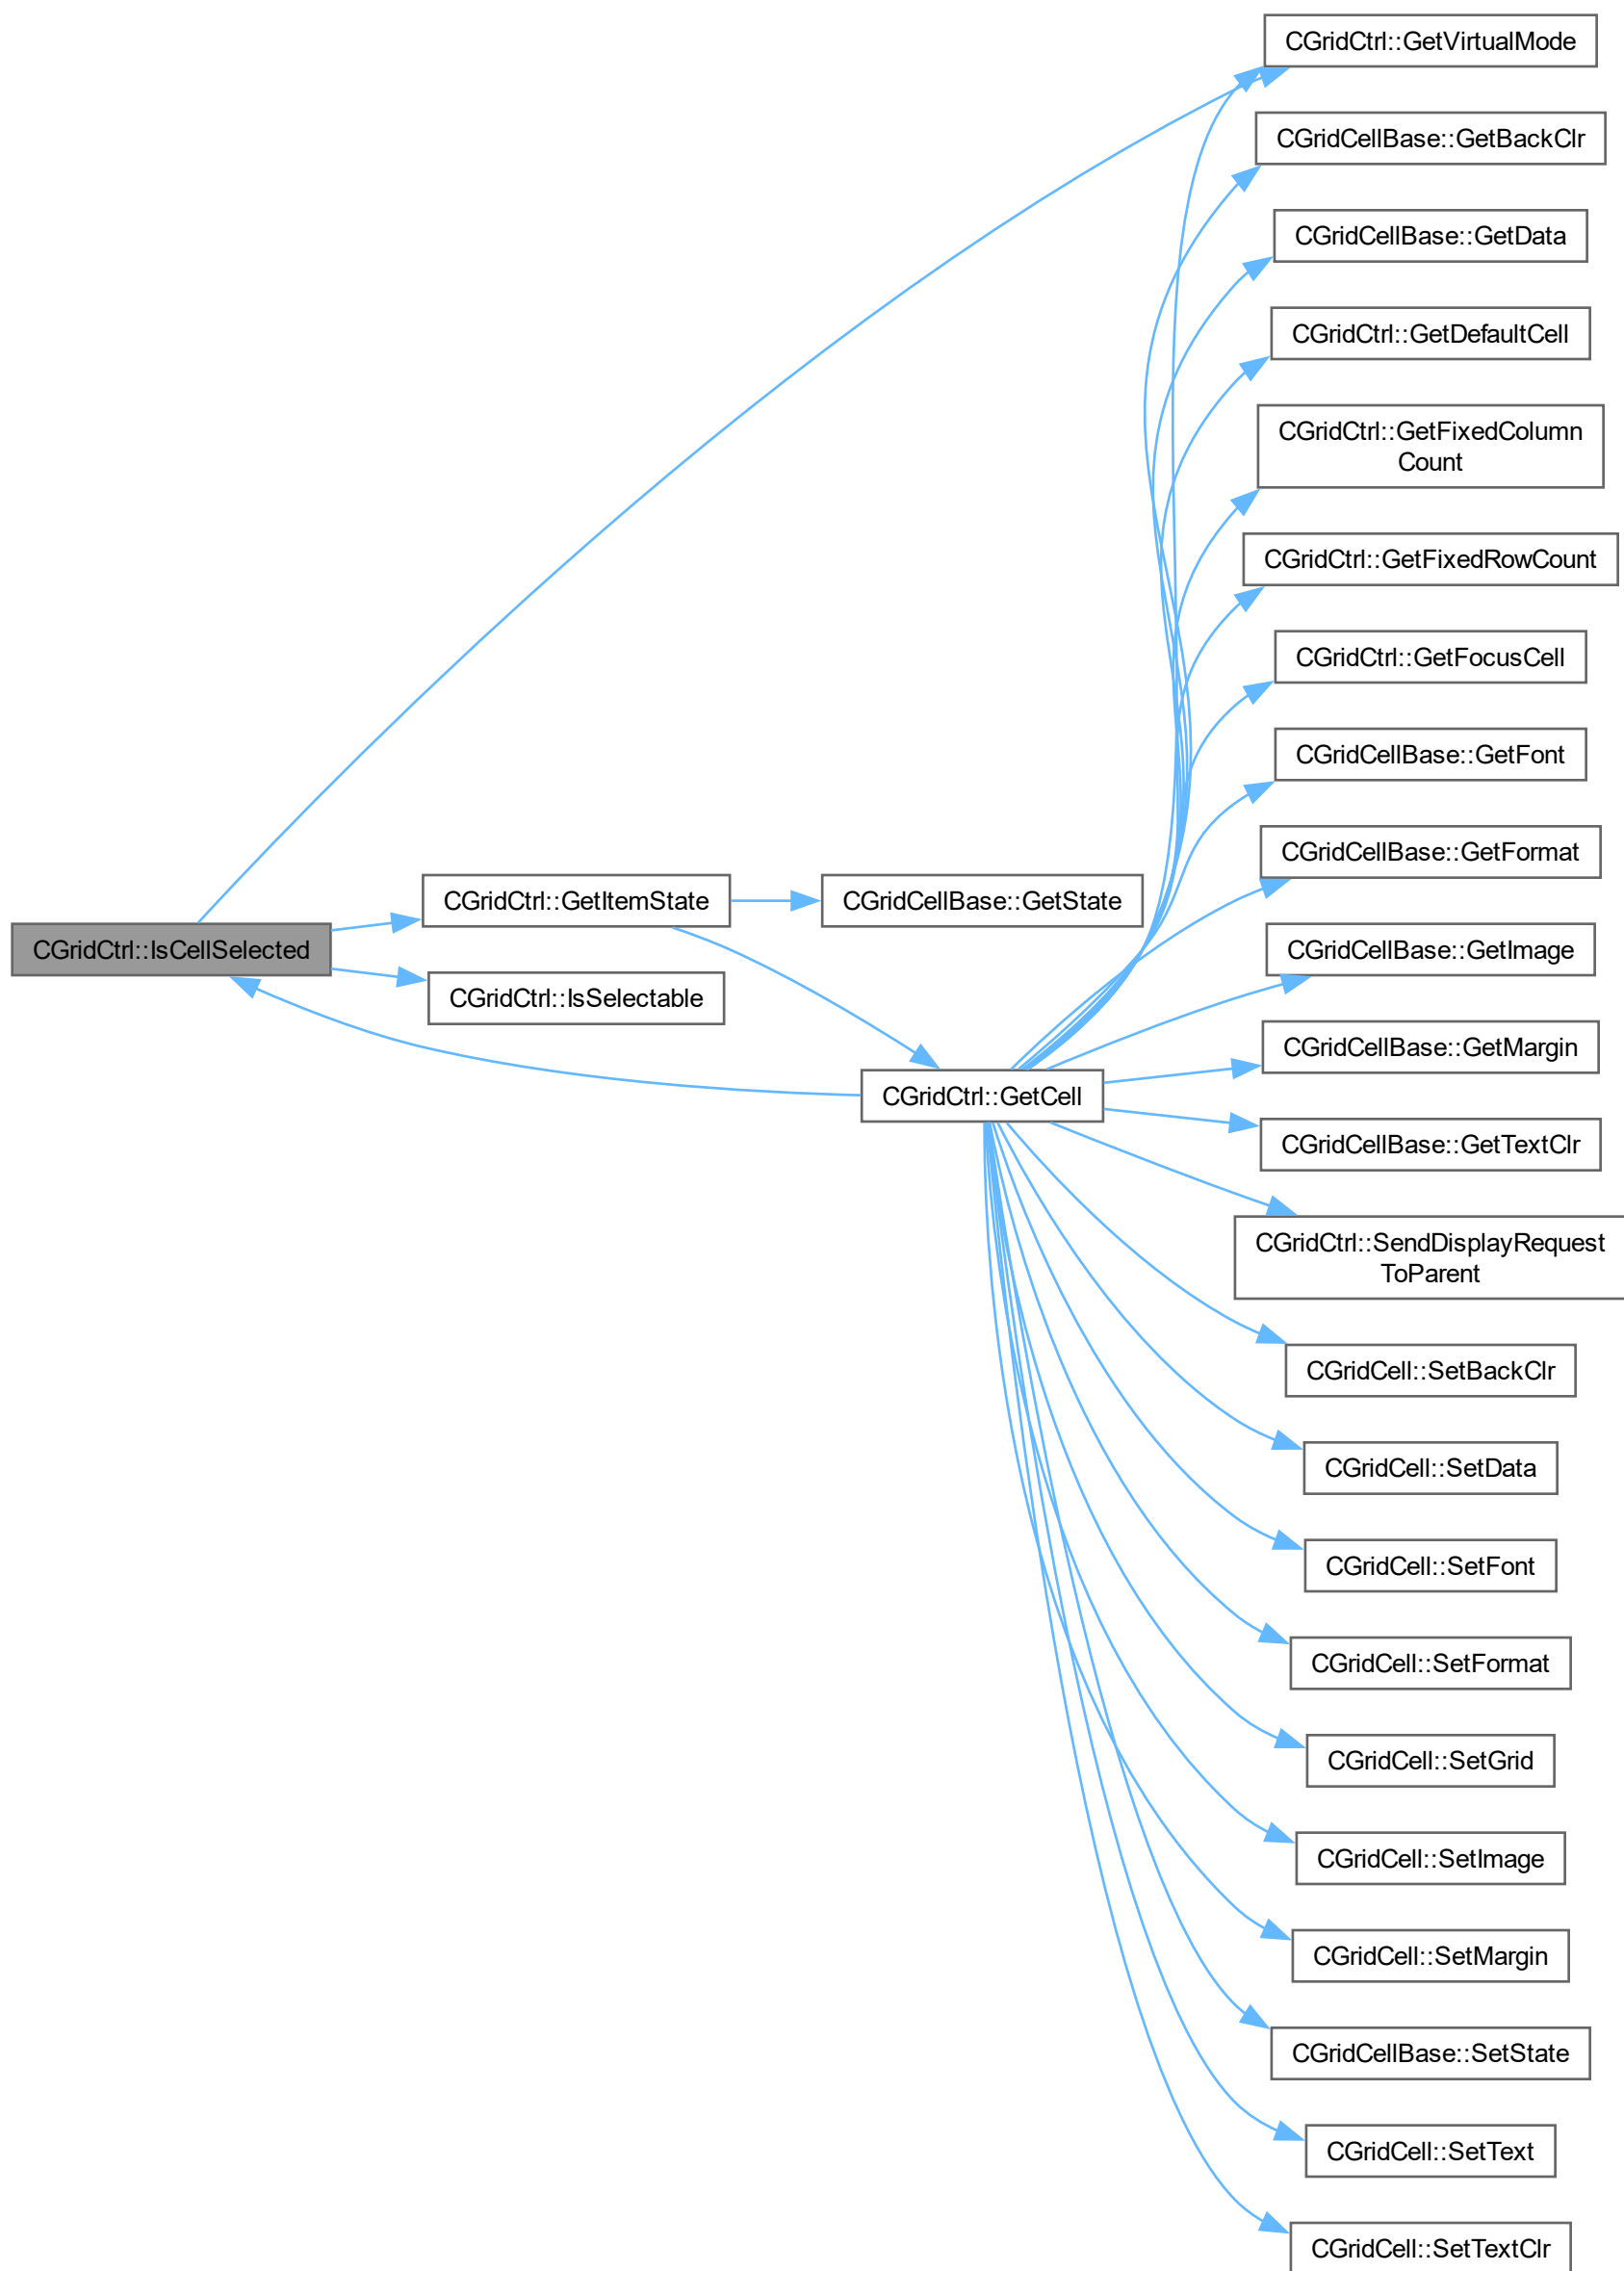 CGridCtrl::GetVirtualMode
CGridCellBase::GetBackClr
CGridCellBase::GetData
CGridCtrl::GetDefaultCell
CGridCtrl::GetFixedColumn
Count
CGridCtrl::GetFixedRowCount
CGridCtrl::GetFocusCell
CGridCellBase::GetFont
CGridCellBase::GetFormat
CGridCtrl::GetItemState
CGridCellBase::GetState
CGridCtrl::IsCellSelected
CGridCellBase::GetImage
CGridCtrl::IsSelectable
CGridCellBase::GetMargin
CGridCtrl::GetCell
CGridCellBase::GetTextClr
CGridCtrl::SendDisplayRequest
ToParent
CGridCell::SetBackClr
CGridCell::SetData
CGridCell::SetFont
CGridCell::SetFormat
CGridCell::SetGrid
CGridCell::SetImage
CGridCell::SetMargin
CGridCellBase::SetState
CGridCell::SetText
CGridCell::SetTextClr